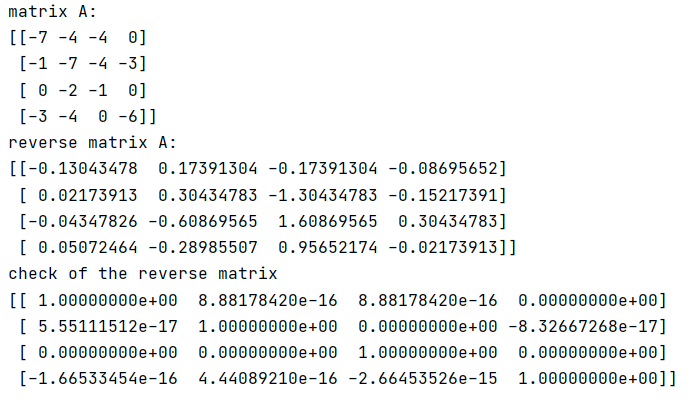 matrix A:
[[-7 -4 -4  0]
 [-1 -7 -4 -3]
 [ 0 -2 -1  0]
 [-3 -4  0 -6]]
reverse matrix A:
[[-0.13043478  0.17391304 -0.17391304 -0.08695652]
 [ 0.02173913  0.30434783 -1.30434783 -0.15217391]
 [-0.04347826 -0.60869565  1.60869565  0.30434783]
 [ 0.05072464 -0.28985507  0.95652174 -0.02173913]]
check of the reverse matrix
[[ 1.00000000e+00  8.88178420e-16  8.88178420e-16  0.00000000e+00]
 [ 5.55111512e-17  1.00000000e+00  0.00000000e+00 -8.32667268e-17]
 [ 0.00000000e+00  0.00000000e+00  1.00000000e+00  0.00000000e+00]
 [-1.66533454e-16  4.44089210e-16 -2.66453526e-15  1.00000000e+00]]